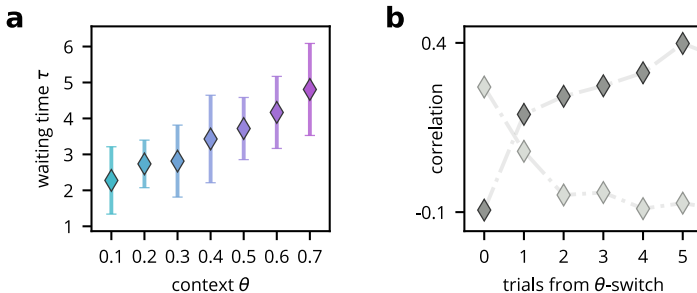 a
6
5
4
3
2
1
waiting time τ
0.1 0.2 0.3 0.4 0.5 0.6 0.7
context θ
b
0.4
-0.1
correlation
0 1 2 3 4 5
trials from θ-switch